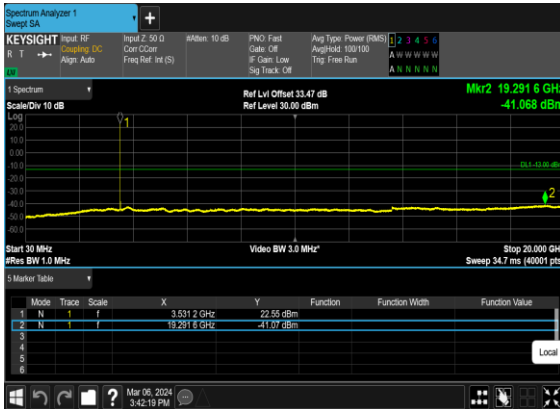 Spectrum Analyzer 1
Swept SA
+
KEYSIGHT Input: RF Input Z: 50 Ω #Atten: 10 dB PNO: Fast Avg Type: Power (RMS) 1 2 3 4 5 6
R T Coupling: DC Corr CCorr Gate: Off Avg|Hold: 100/100 A W W W W W
Align: Auto Freq Ref: Int (S) IF Gain: Low Trig: Free Run
Sig Track: Off A N N N N N
1 Spectrum Ref Lvl Offset 33.47 dB Mkr2 19.291 6 GHz
Scale/Div 10 dB Ref Level 30.00 dBm -41.068 dBm
Log
1
20.0
10.0
0.00
-10.0 DL1 -13.00 dBm
-20.0
-30.0
-40.0 2
-50.0
-60.0
Start 30 MHz Video BW 3.0 MHz* Stop 20.000 GHz
#Res BW 1.0 MHz Sweep 34.7 ms (40001 pts)
5 Marker Table
Mode Trace Scale X Y Function Function Width Function Value
1 N 1 f 3.531 2 GHz 22.55 dBm
2 N 1 f 19.291 6 GHz -41.07 dBm
3
4
5
6
Local
? Mar 06, 2024
3:42:19 PM